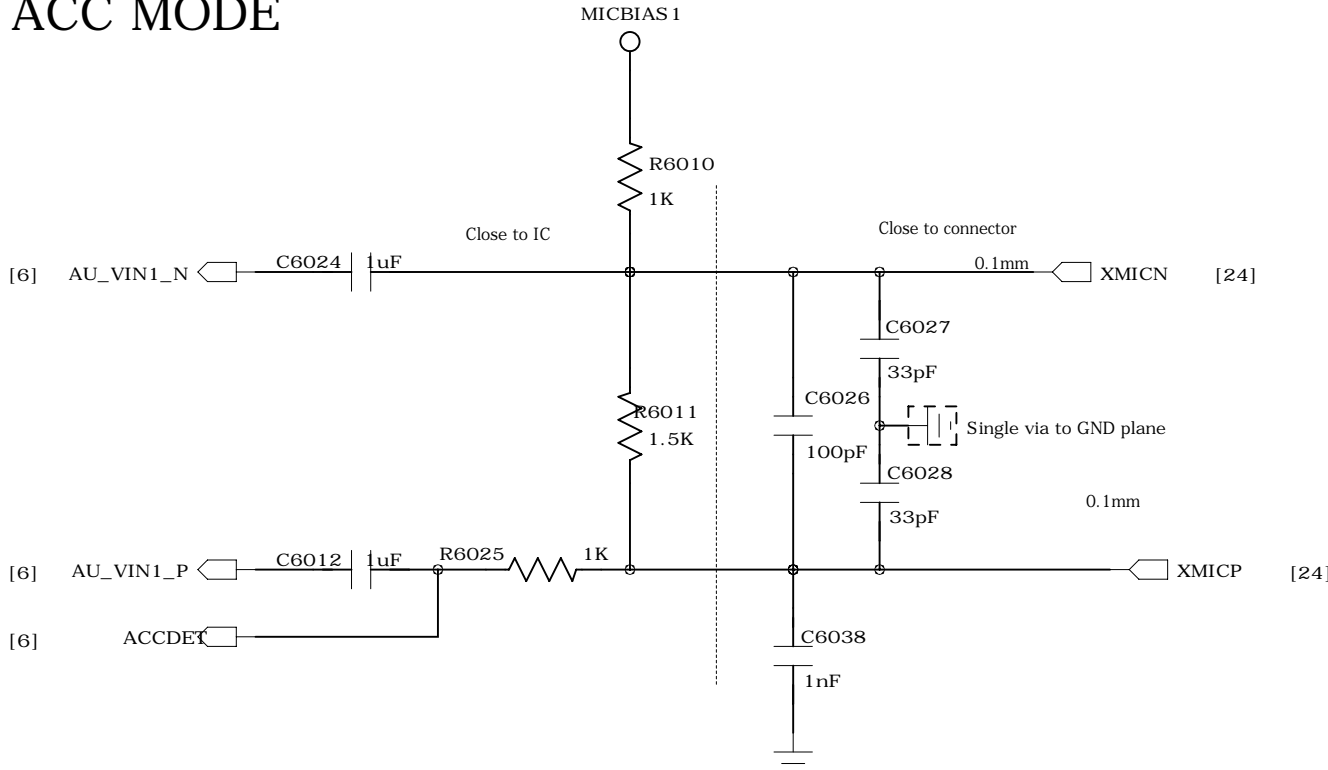 ACC MODE
MICBIAS1
R6010
1K
Close to IC
Close to connector
[6] AU_VIN1_N C6024 1uF
0.1mm XMICN [24]
C6027
33pF
C6026
100pF
R6011
1.5K
Single via to GND plane
C6028
33pF
0.1mm
[6] AU_VIN1_P C6012 1uF R6025 1K
XMICP [24]
[6] ACCDET
C6038
1nF